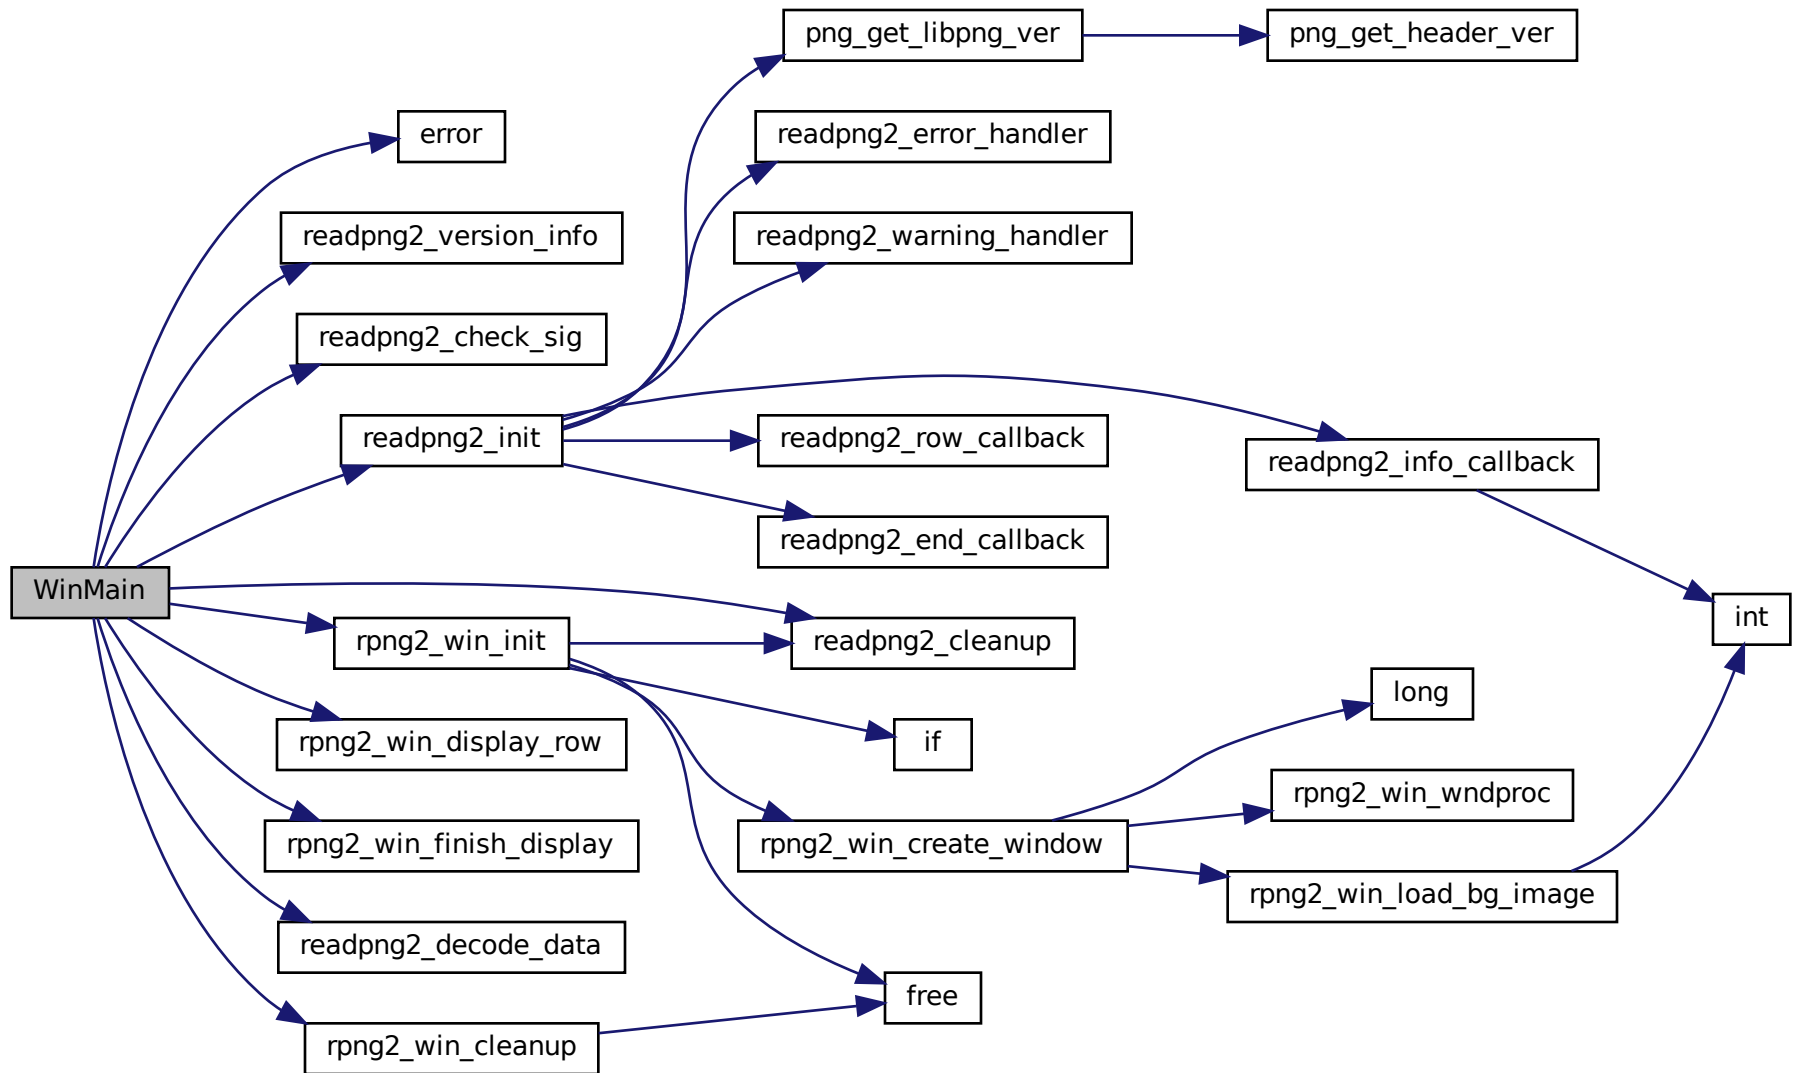 png_get_libpng_ver
png_get_header_ver
error
readpng2_error_handler
readpng2_version_info
readpng2_warning_handler
readpng2_check_sig
readpng2_init
readpng2_row_callback
readpng2_info_callback
readpng2_end_callback
WinMain
int
rpng2_win_init
readpng2_cleanup
long
rpng2_win_display_row
if
rpng2_win_wndproc
rpng2_win_finish_display
rpng2_win_create_window
rpng2_win_load_bg_image
readpng2_decode_data
free
rpng2_win_cleanup